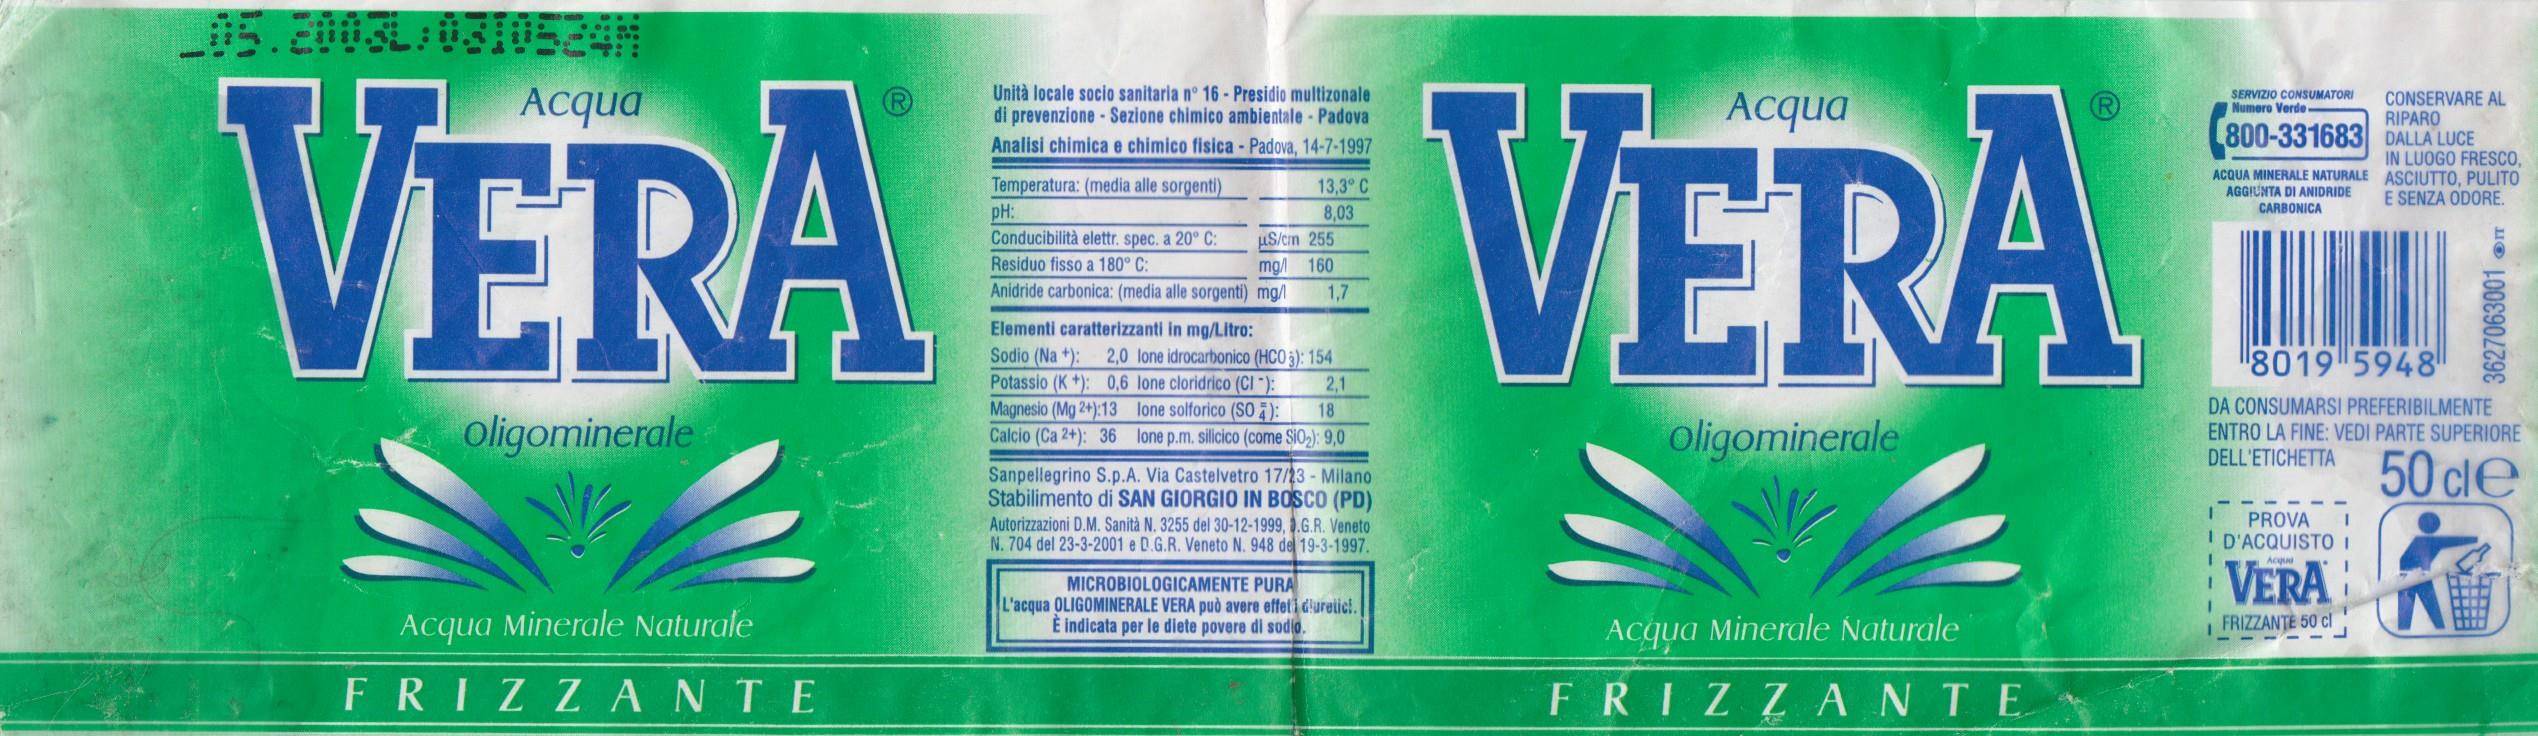 05.2003L.0310524M
Acqua
VERA®
oligominerale
Acqua Minerale Naturale
FRIZZANTE
Unità locale socio sanitaria n° 16 - Presidio multizonale
di prevenzione - Sezione chimico ambientale - Padova
Analisi chimica e chimico fisica - Padova, 14-7-1997
Temperatura: (media alle sorgenti) 13,3° C
pH: 8,03
Conducibilità elettr. spec. a 20° C: µS/cm 255
Residuo fisso a 180° C: mg/l 160
Anidride carbonica: (media alle sorgenti) mg/l 1,7
Elementi caratterizzanti in mg/Litro:
Sodio (Na +): 2,0 Ione idrocarbonico (HCO3-): 154
Potassio (K +): 0,6 Ione cloridrico (Cl -): 2,1
Magnesio (Mg 2+): 13 Ione solforico (SO4=): 18
Calcio (Ca 2+): 36 Ione p.m. silicico (come SiO2): 9,0
Sanpellegrino S.p.A. Via Castelvetro 17/23 - Milano
Stabilimento di SAN GIORGIO IN BOSCO (PD)
Autorizzazioni D.M. Sanità N. 3255 del 30-12-1999, D.G.R. Veneto
N. 704 del 23-3-2001 e D.G.R. Veneto N. 948 del 19-3-1997.
MICROBIOLOGICAMENTE PURA
L'acqua OLIGOMINERALE VERA può avere effetti diuretici.
È indicata per le diete povere di sodio.
Acqua
VERA®
oligominerale
Acqua Minerale Naturale
FRIZZANTE
SERVIZIO CONSUMATORI
Numero Verde
800-331683
ACQUA MINERALE NATURALE
AGGIUNTA DI ANIDRIDE
CARBONICA
CONSERVARE AL
RIPARO
DALLA LUCE
IN LUOGO FRESCO,
ASCIUTTO, PULITO
E SENZA ODORE.
8019 5948
3627063001 IT
DA CONSUMARSI PREFERIBILMENTE
ENTRO LA FINE: VEDI PARTE SUPERIORE
DELL'ETICHETTA
50 cl e
PROVA
D'ACQUISTO
Acqua
VERA
FRIZZANTE 50 cl